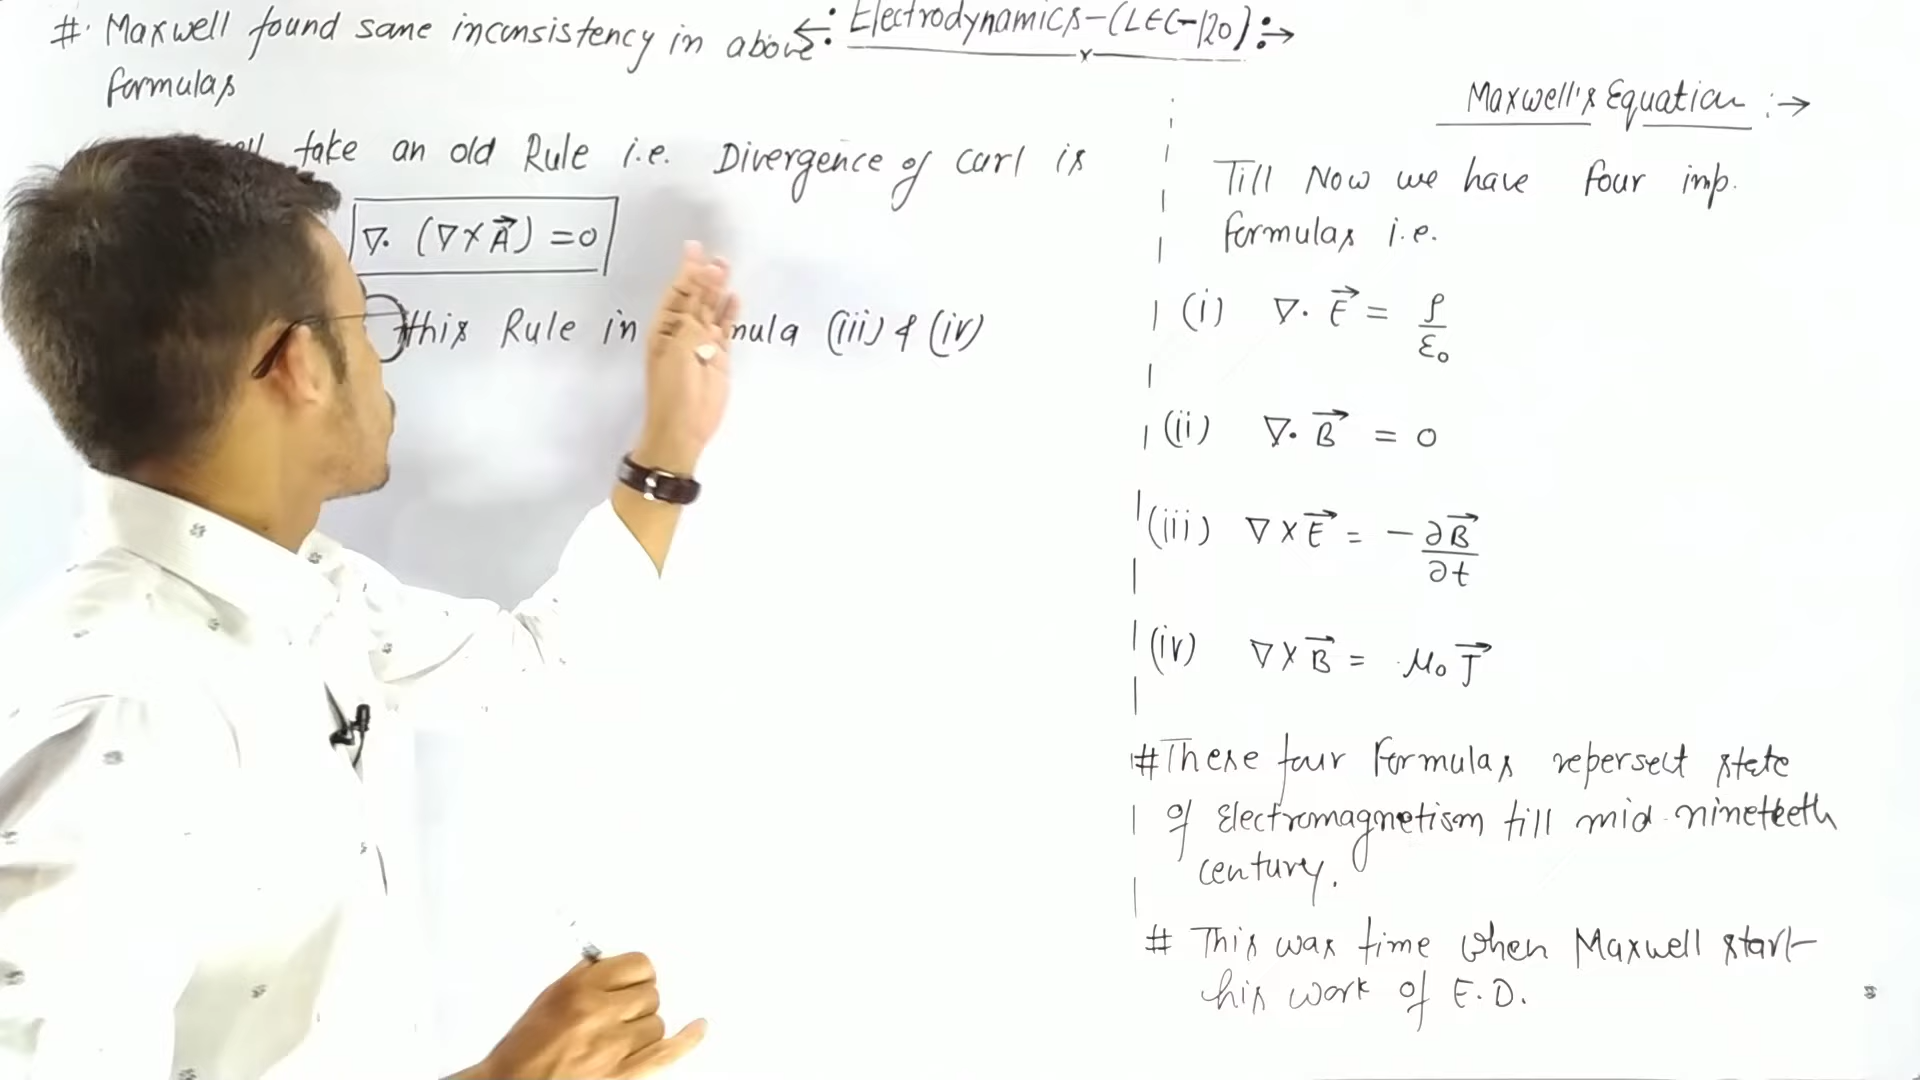 Electrodynamics-(LEC-120):→
#. Maxwell found some inconsistency in above
formulas
take an old Rule i.e. Divergence of curl is
∇. (∇×A⃗) = 0
this Rule in mula (iii) & (iv)
Maxwell's Equation :→
Till Now we have four imp.
formulas i.e.
(i) ∇. E⃗ = ρ/ε₀
(ii) ∇. B⃗ = 0
(iii) ∇×E⃗ = -∂B⃗/∂t
(iv) ∇×B⃗ = μ₀J⃗
#These four formulas repersect state
of Electromagnetism till mid-nineteeth
century.
# This was time when Maxwell start
his work of E.D.